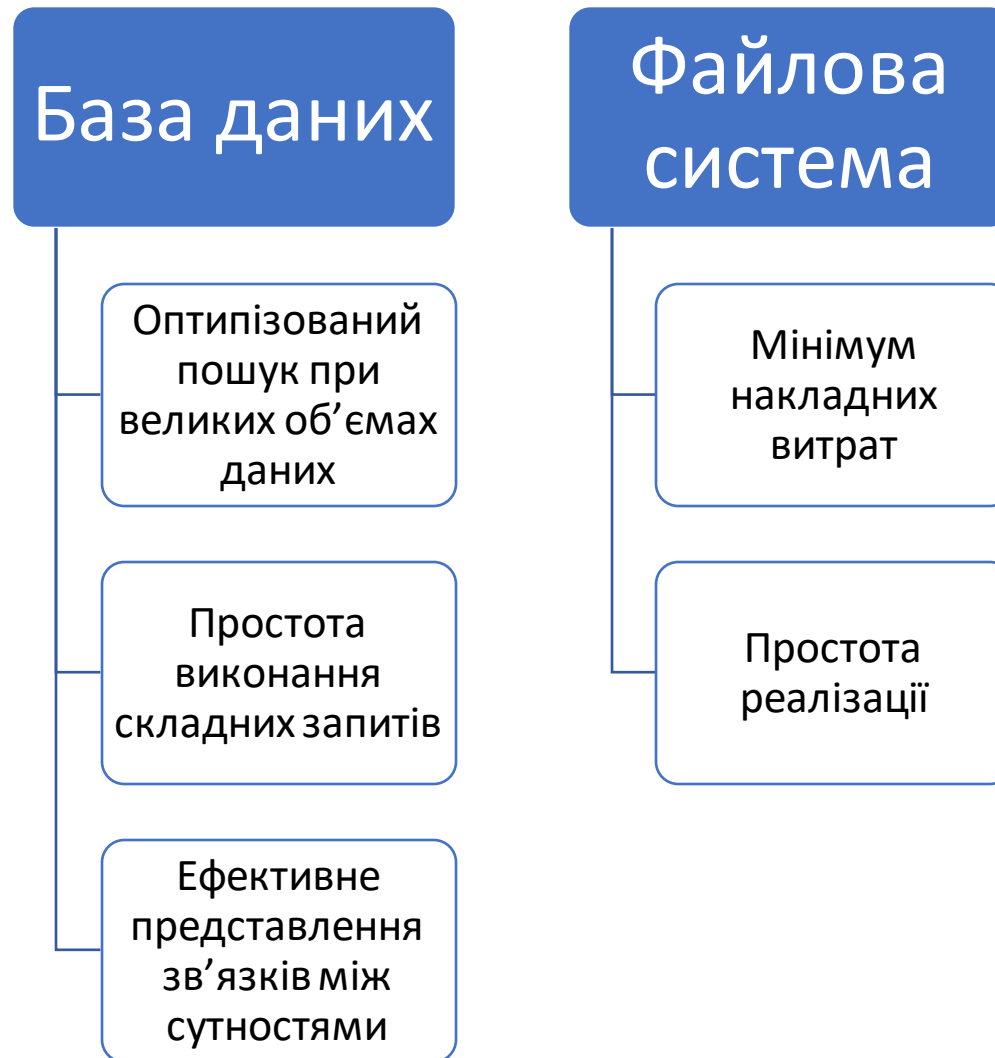 База даних
Оптипізований
пошук при
великих об’ємах
даних
Простота
виконання
складних запитів
Ефективне
представлення
зв’язків між
сутностями
Файлова
система
Мінімум
накладних
витрат
Простота
реалізації